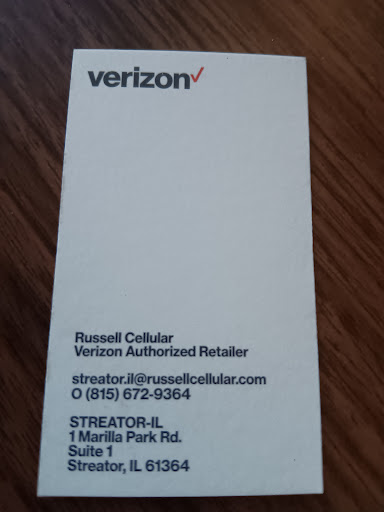 verizon✓
Russell Cellular
Verizon Authorized Retailer
streator.il@russellcellular.com
O (815) 672-9364
STREATOR-IL
1 Marilla Park Rd.
Suite 1
Streator, IL 61364